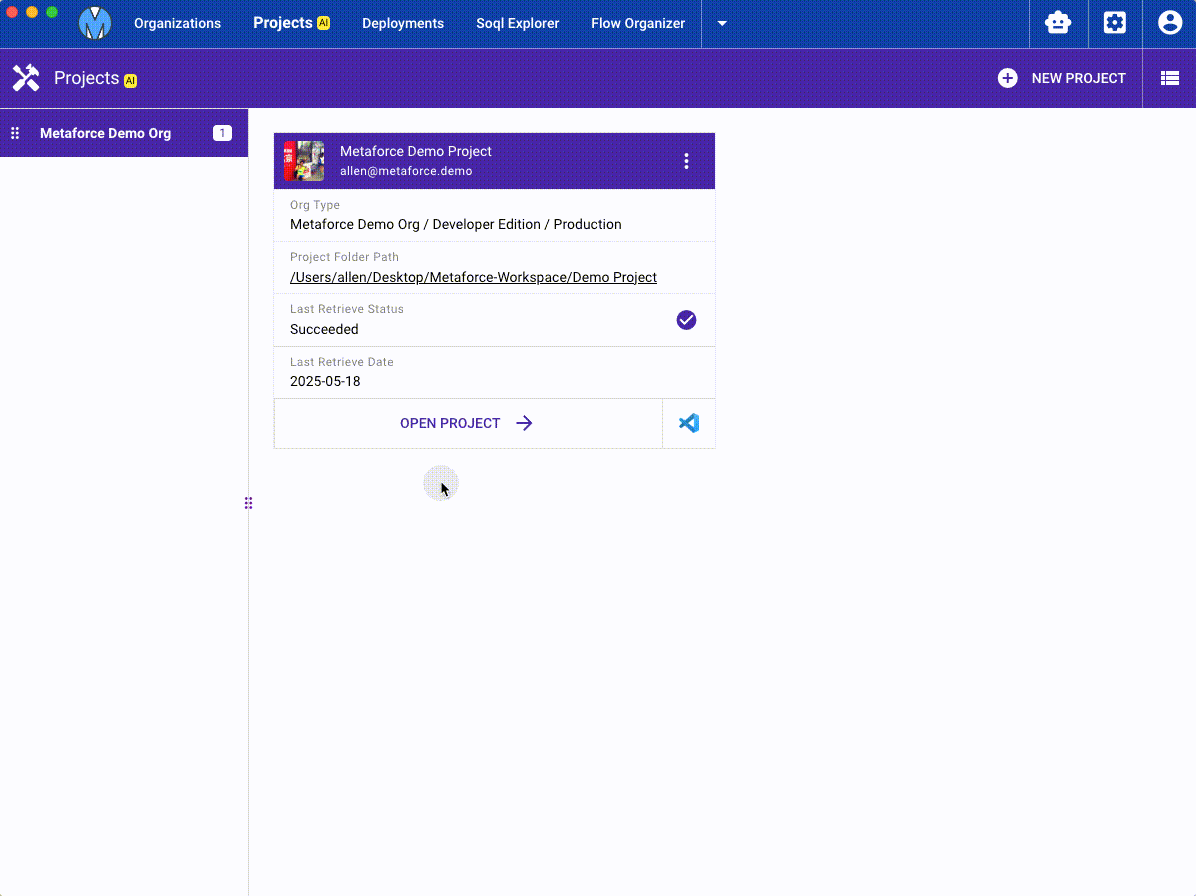 Organizations
Projects AI
Deployments
Soql Explorer
Flow Organizer
Projects AI
NEW PROJECT
Metaforce Demo Org
1
Metaforce Demo Project
allen@metaforce.demo
Org Type
Metaforce Demo Org / Developer Edition / Production
Project Folder Path
/Users/allen/Desktop/Metaforce-Workspace/Demo Project
Last Retrieve Status
Succeeded
Last Retrieve Date
2025-05-18
OPEN PROJECT